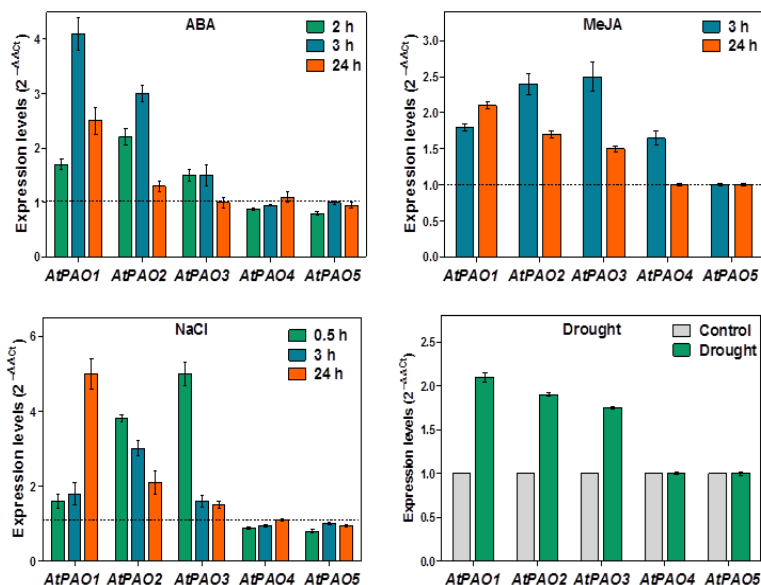 ABA
2 h
3 h
24 h
Expression levels (2 ⁻ᐞᐞCt)
4
3
2
1
0
AtPAO1 AtPAO2 AtPAO3 AtPAO4 AtPAO5
MeJA
3 h
24 h
Expression levels (2 ⁻ᐞᐞCt)
3.0
2.5
2.0
1.5
1.0
0.5
0.0
AtPAO1 AtPAO2 AtPAO3 AtPAO4 AtPAO5
NaCl
0.5 h
3 h
24 h
Expression levels (2 ⁻ᐞᐞCt)
6
4
2
0
AtPAO1 AtPAO2 AtPAO3 AtPAO4 AtPAO5
Drought
Control
Drought
Expression levels (2 ⁻ᐞᐞCt)
2.5
2.0
1.5
1.0
0.5
0.0
AtPAO1 AtPAO2 AtPAO3 AtPAO4 AtPAO5